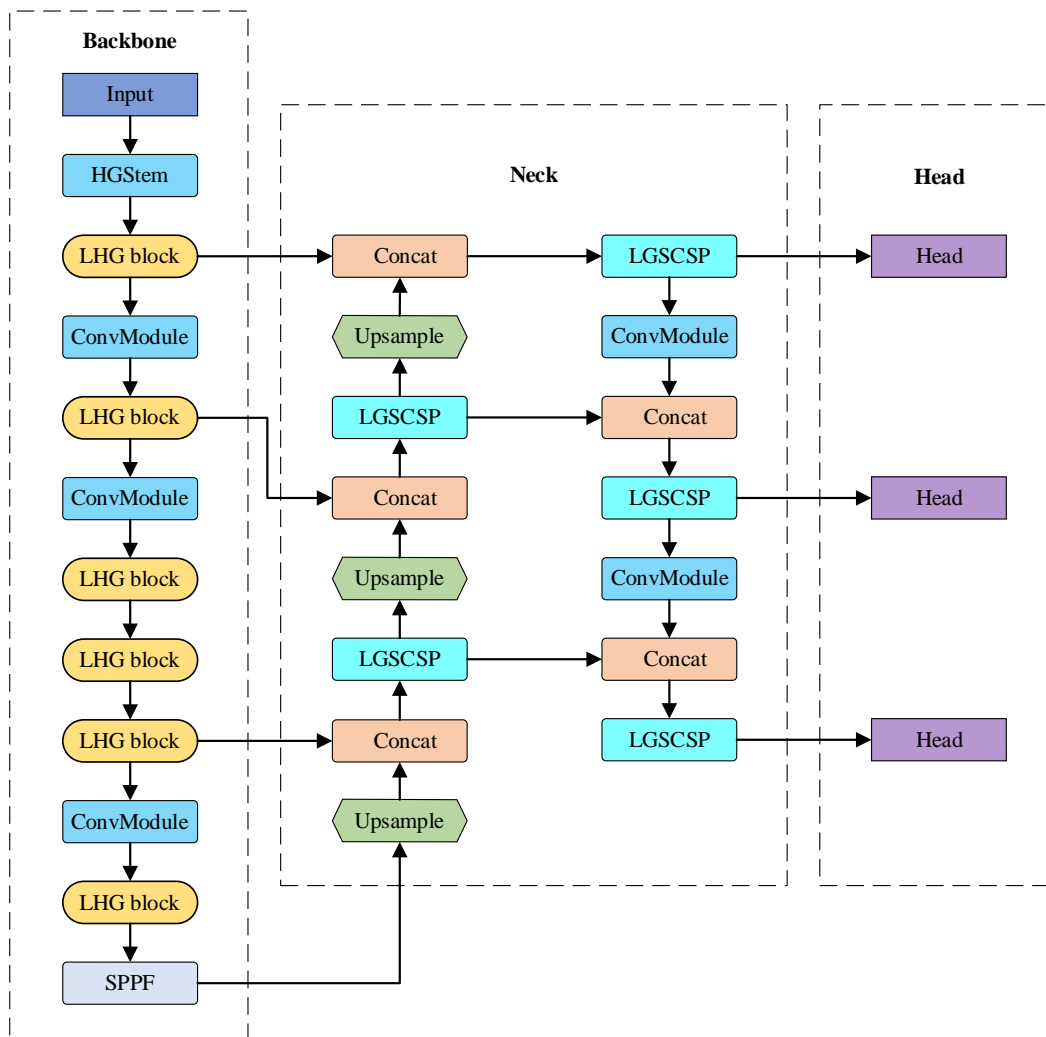 Backbone
Input
HGStem
LHG block
ConvModule
LHG block
ConvModule
LHG block
LHG block
LHG block
ConvModule
LHG block
SPPF
Neck
Concat
Upsample
LGSCSP
Concat
Upsample
LGSCSP
Concat
Upsample
LGSCSP
ConvModule
Concat
LGSCSP
ConvModule
Concat
LGSCSP
Head
Head
Head
Head